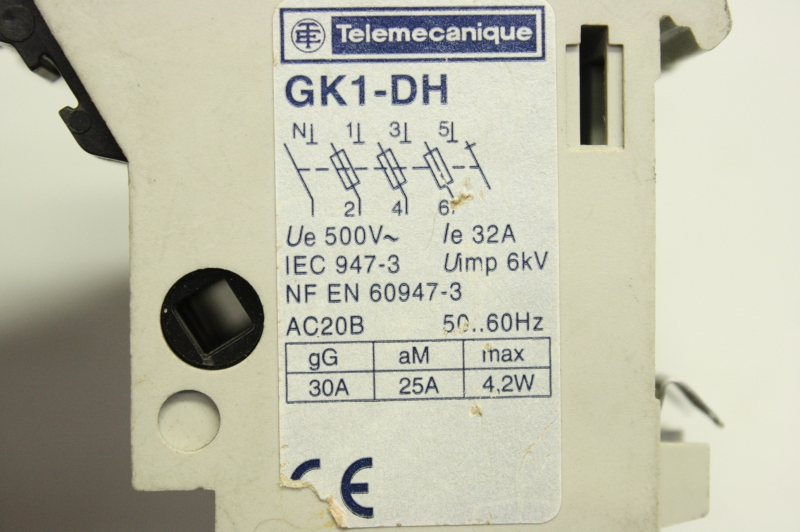 Telemecanique
GK1-DH
N 1 3 5
2 4 6
Ue 500V~ Ie 32A
IEC 947-3 Uimp 6kV
NF EN 60947-3
AC20B 50..60Hz
gG aM max
30A 25A 4,2W
CE